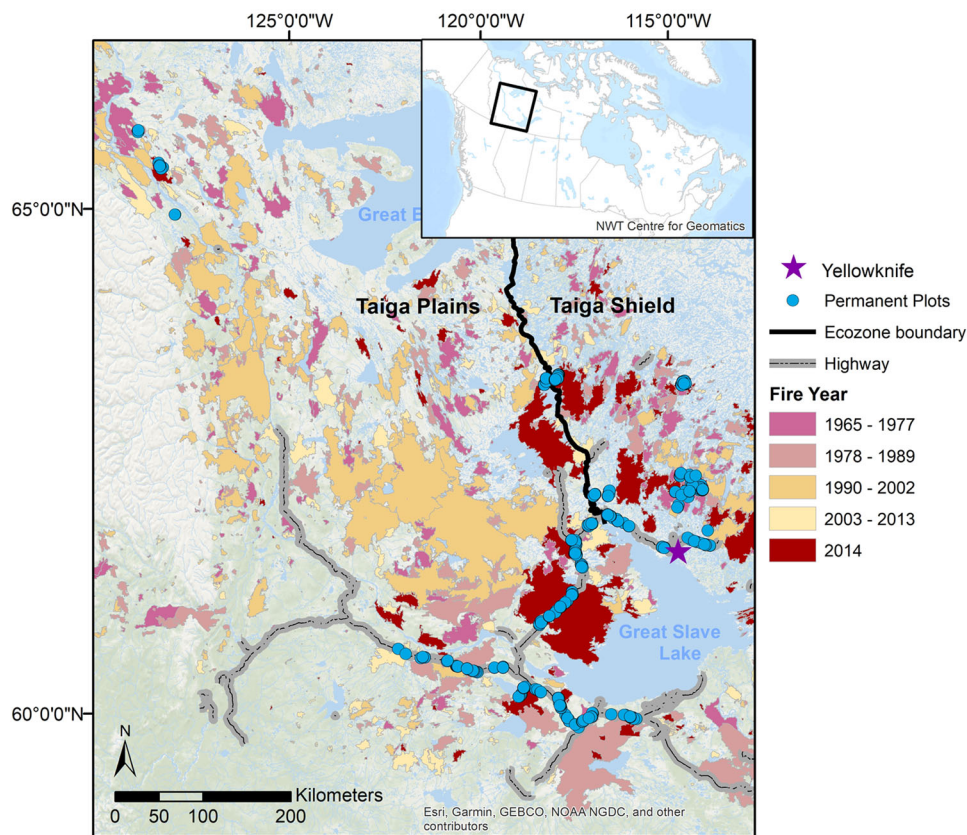 125°0'0"W 120°0'0"W 115°0'0"W
NWT Centre for Geomatics
65°0'0"N
Great
Taiga Plains
Taiga Shield
Great Slave
Lake
60°0'0"N
N
Kilometers
0 50 100 200
Esri, Garmin, GEBCO, NOAA NGDC, and other
contributors
Yellowknife
Permanent Plots
Ecozone boundary
Highway
Fire Year
1965 - 1977
1978 - 1989
1990 - 2002
2003 - 2013
2014